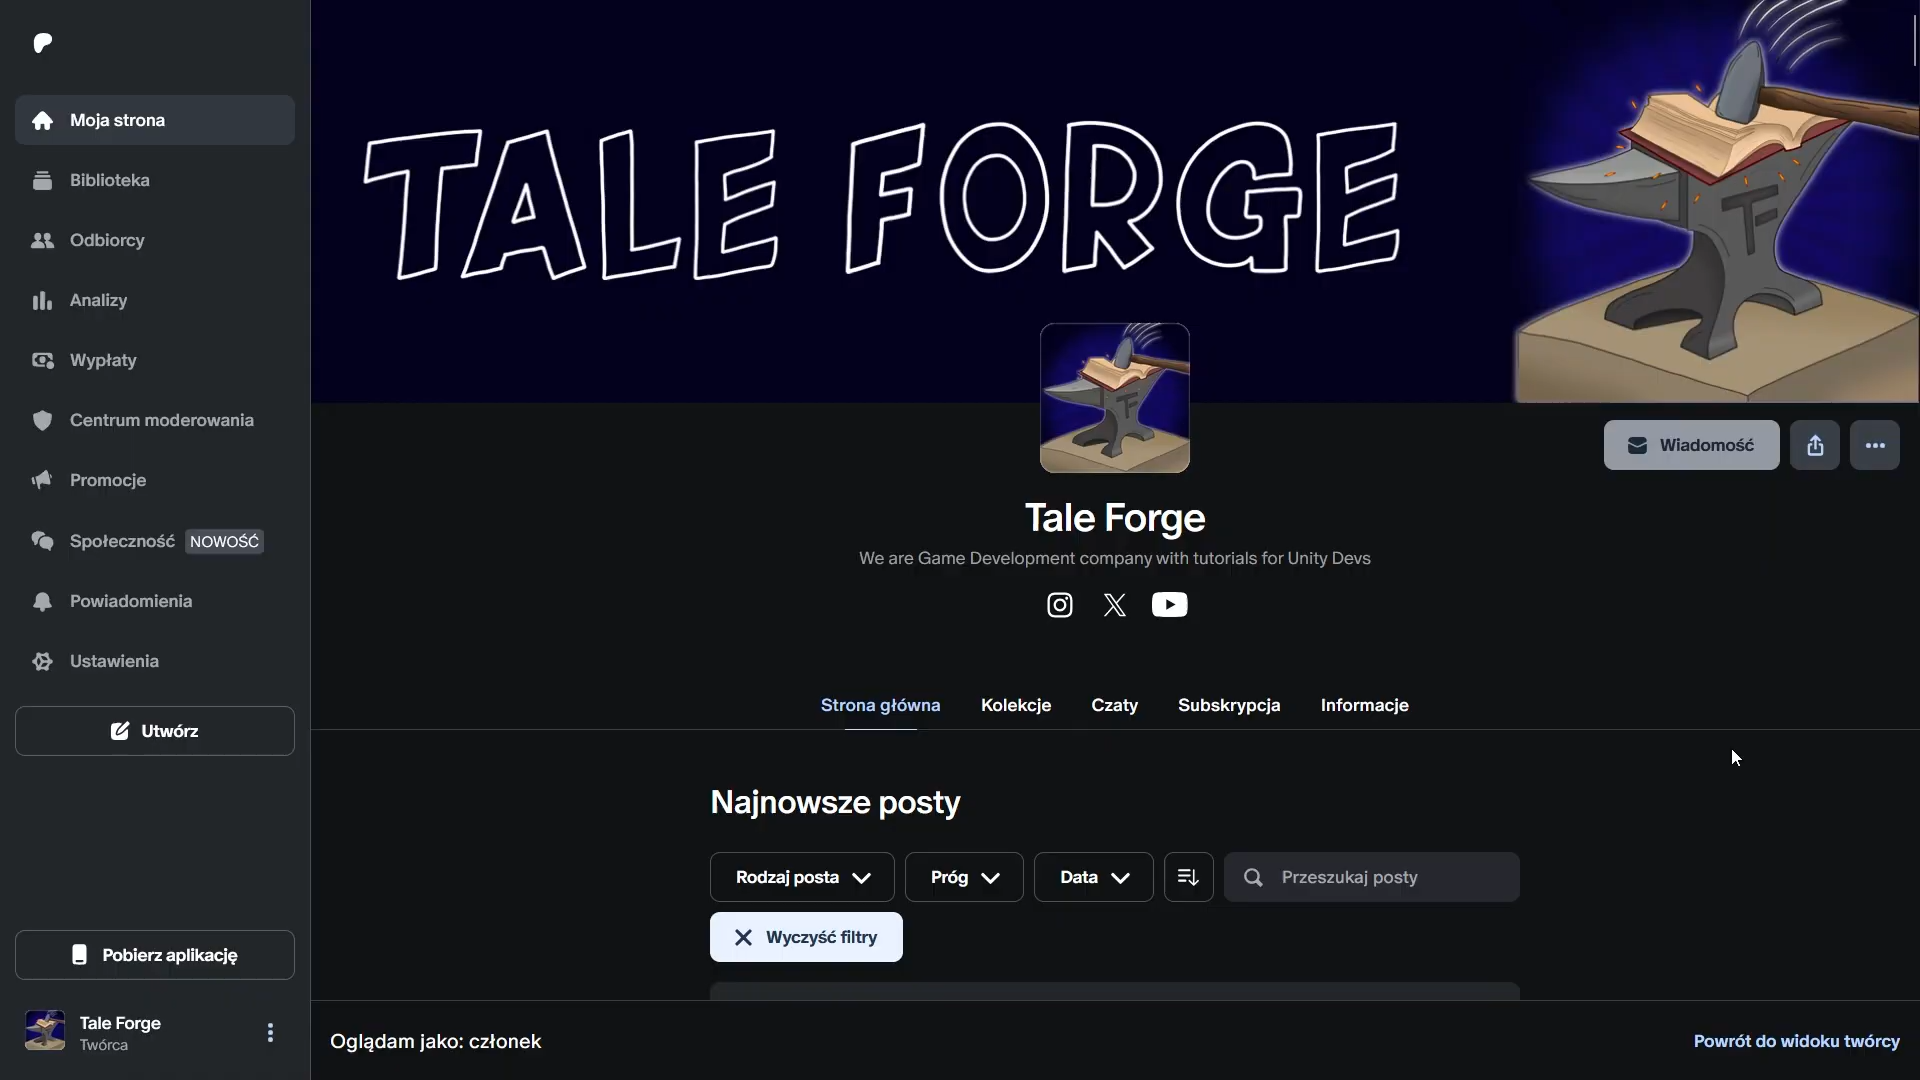 Moja strona
Biblioteka
Odbiorcy
Analizy
Wypłaty
Centrum moderowania
Promocje
Społeczność NOWOŚĆ
Powiadomienia
Ustawienia
Utwórz
Pobierz aplikację
Tale Forge
Twórca
TALE FORGE
TF
TF
Wiadomość
Tale Forge
We are Game Development company with tutorials for Unity Devs
Strona główna Kolekcje Czaty Subskrypcja Informacje
Najnowsze posty
Rodzaj posta Próg Data Przeszukaj posty
Wyczyść filtry
Oglądam jako: członek
Powrót do widoku twórcy